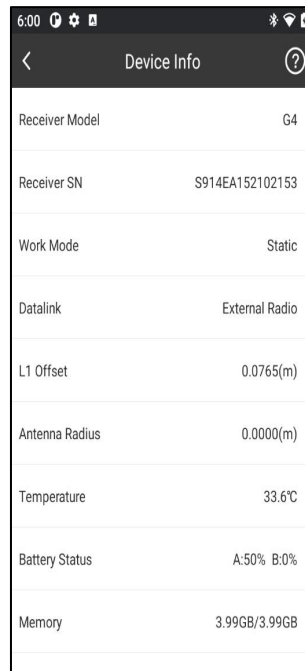 6:00
Device Info
Receiver Model G4
Receiver SN S914EA152102153
Work Mode Static
Datalink External Radio
L1 Offset 0.0765(m)
Antenna Radius 0.0000(m)
Temperature 33.6℃
Battery Status A:50% B:0%
Memory 3.99GB/3.99GB